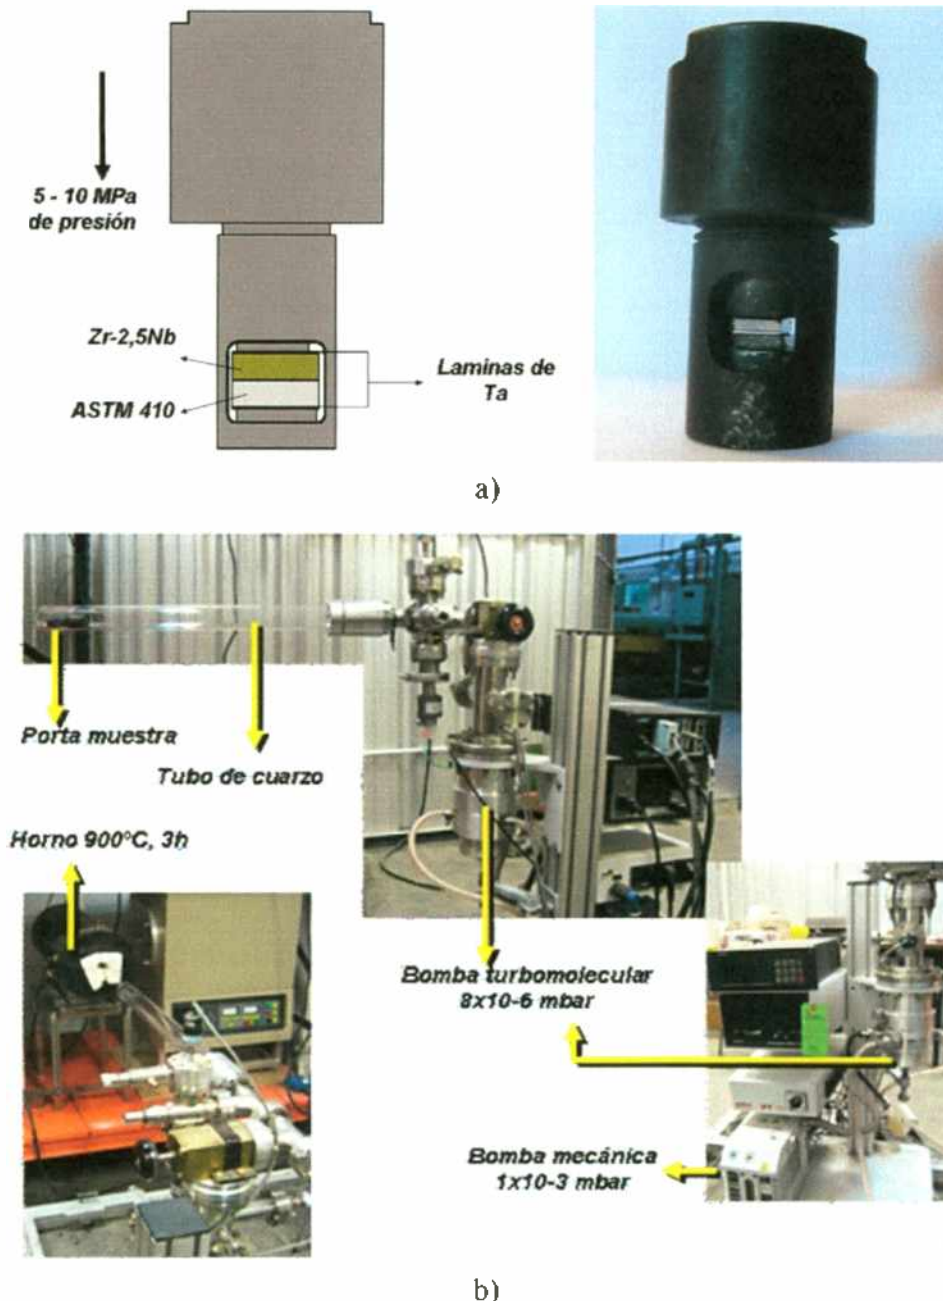 5 - 10 MPa
de presión
Zr-2,5Nb
ASTM 410
Laminas de
Ta
a)
Porta muestra
Tubo de cuarzo
Horno 900°C, 3h
Bomba turbomolecular
8x10-6 mbar
Bomba mecánica
1x10-3 mbar
b)